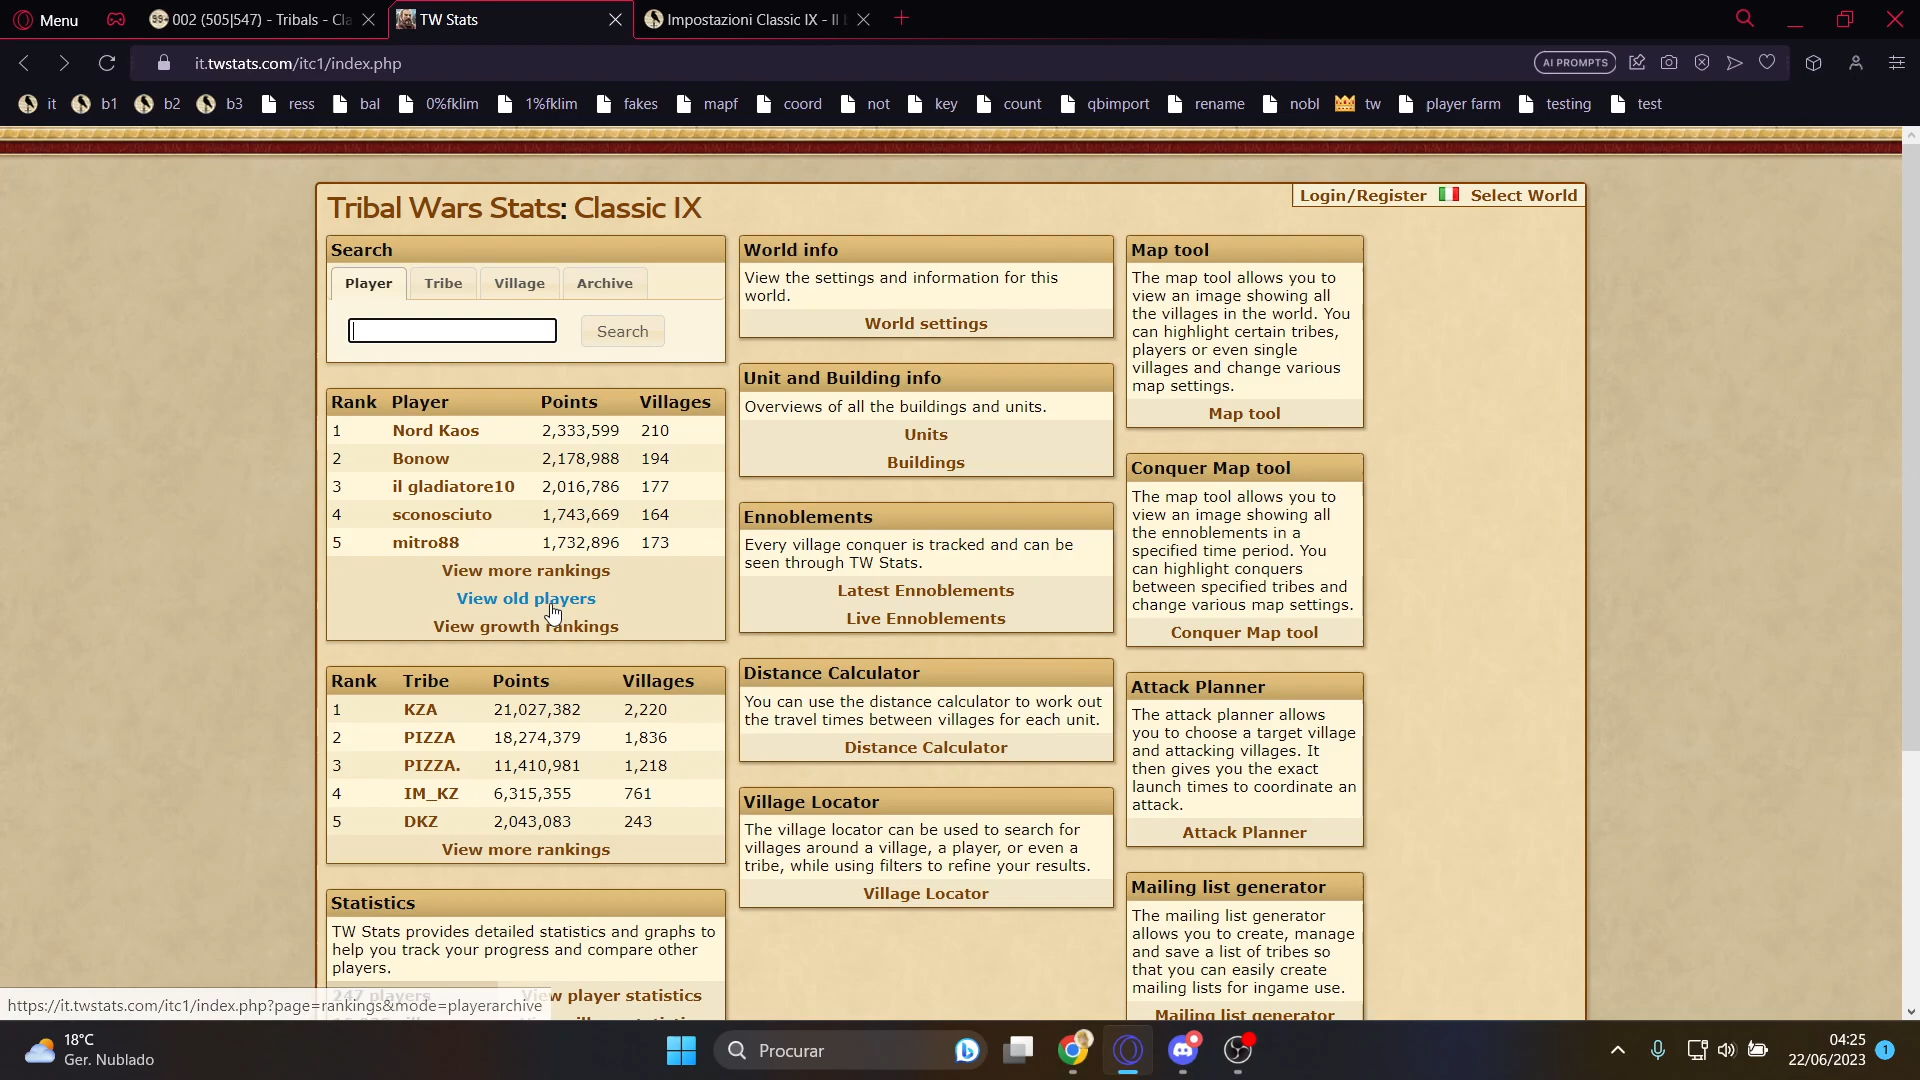 Menu
99+ 002 (505|547) - Tribals - Cla
TW Stats
Impostazioni Classic IX - Il
it.twstats.com/itc1/index.php
AI PROMPTS
it b1 b2 b3 ress bal 0%fklim 1%fklim fakes mapf coord not key count qbimport rename nobl tw player farm testing test
Tribal Wars Stats: Classic IX
Login/Register Select World
Search
Player Tribe Village Archive
Search
Rank Player Points Villages
1 Nord Kaos 2,333,599 210
2 Bonow 2,178,988 194
3 il gladiatore10 2,016,786 177
4 sconosciuto 1,743,669 164
5 mitro88 1,732,896 173
View more rankings
View old players
View growth rankings
Rank Tribe Points Villages
1 KZA 21,027,382 2,220
2 PIZZA 18,274,379 1,836
3 PIZZA. 11,410,981 1,218
4 IM_KZ 6,315,355 761
5 DKZ 2,043,083 243
View more rankings
Statistics
TW Stats provides detailed statistics and graphs to
help you track your progress and compare other
players.
247 players View player statistics
World info
View the settings and information for this
world.
World settings
Unit and Building info
Overviews of all the buildings and units.
Units
Buildings
Ennoblements
Every village conquer is tracked and can be
seen through TW Stats.
Latest Ennoblements
Live Ennoblements
Distance Calculator
You can use the distance calculator to work out
the travel times between villages for each unit.
Distance Calculator
Village Locator
The village locator can be used to search for
villages around a village, a player, or even a
tribe, while using filters to refine your results.
Village Locator
Map tool
The map tool allows you to
view an image showing all
the villages in the world. You
can highlight certain tribes,
players or even single
villages and change various
map settings.
Map tool
Conquer Map tool
The map tool allows you to
view an image showing all
the ennoblements in a
specified time period. You
can highlight conquers
between specified tribes and
change various map settings.
Conquer Map tool
Attack Planner
The attack planner allows
you to choose a target village
and attacking villages. It
then gives you the exact
launch times to coordinate an
attack.
Attack Planner
Mailing list generator
The mailing list generator
allows you to create, manage
and save a list of tribes so
that you can easily create
mailing lists for ingame use.
Mailing list generator
https://it.twstats.com/itc1/index.php?page=rankings&mode=playerarchive
18°C
Ger. Nublado
Procurar
04:25
22/06/2023
1